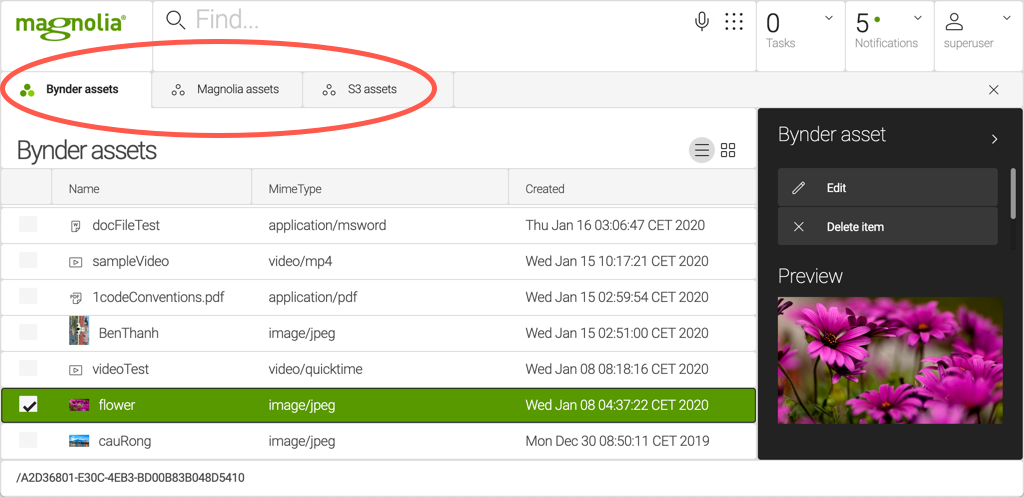 magnolia®
Find...
0
Tasks
5
Notifications
superuser
Bynder assets
Magnolia assets
S3 assets
Bynder assets
Name MimeType Created
docFileTest application/msword Thu Jan 16 03:06:47 CET 2020
sampleVideo video/mp4 Wed Jan 15 10:17:21 CET 2020
1codeConventions.pdf application/pdf Wed Jan 15 02:59:54 CET 2020
BenThanh image/jpeg Wed Jan 15 02:51:00 CET 2020
videoTest video/quicktime Wed Jan 08 08:18:16 CET 2020
flower image/jpeg Wed Jan 08 04:37:22 CET 2020
cauRong image/jpeg Mon Dec 30 08:50:11 CET 2019
/A2D36801-E30C-4EB3-BD00B83B048D5410
Bynder asset
Edit
Delete item
Preview